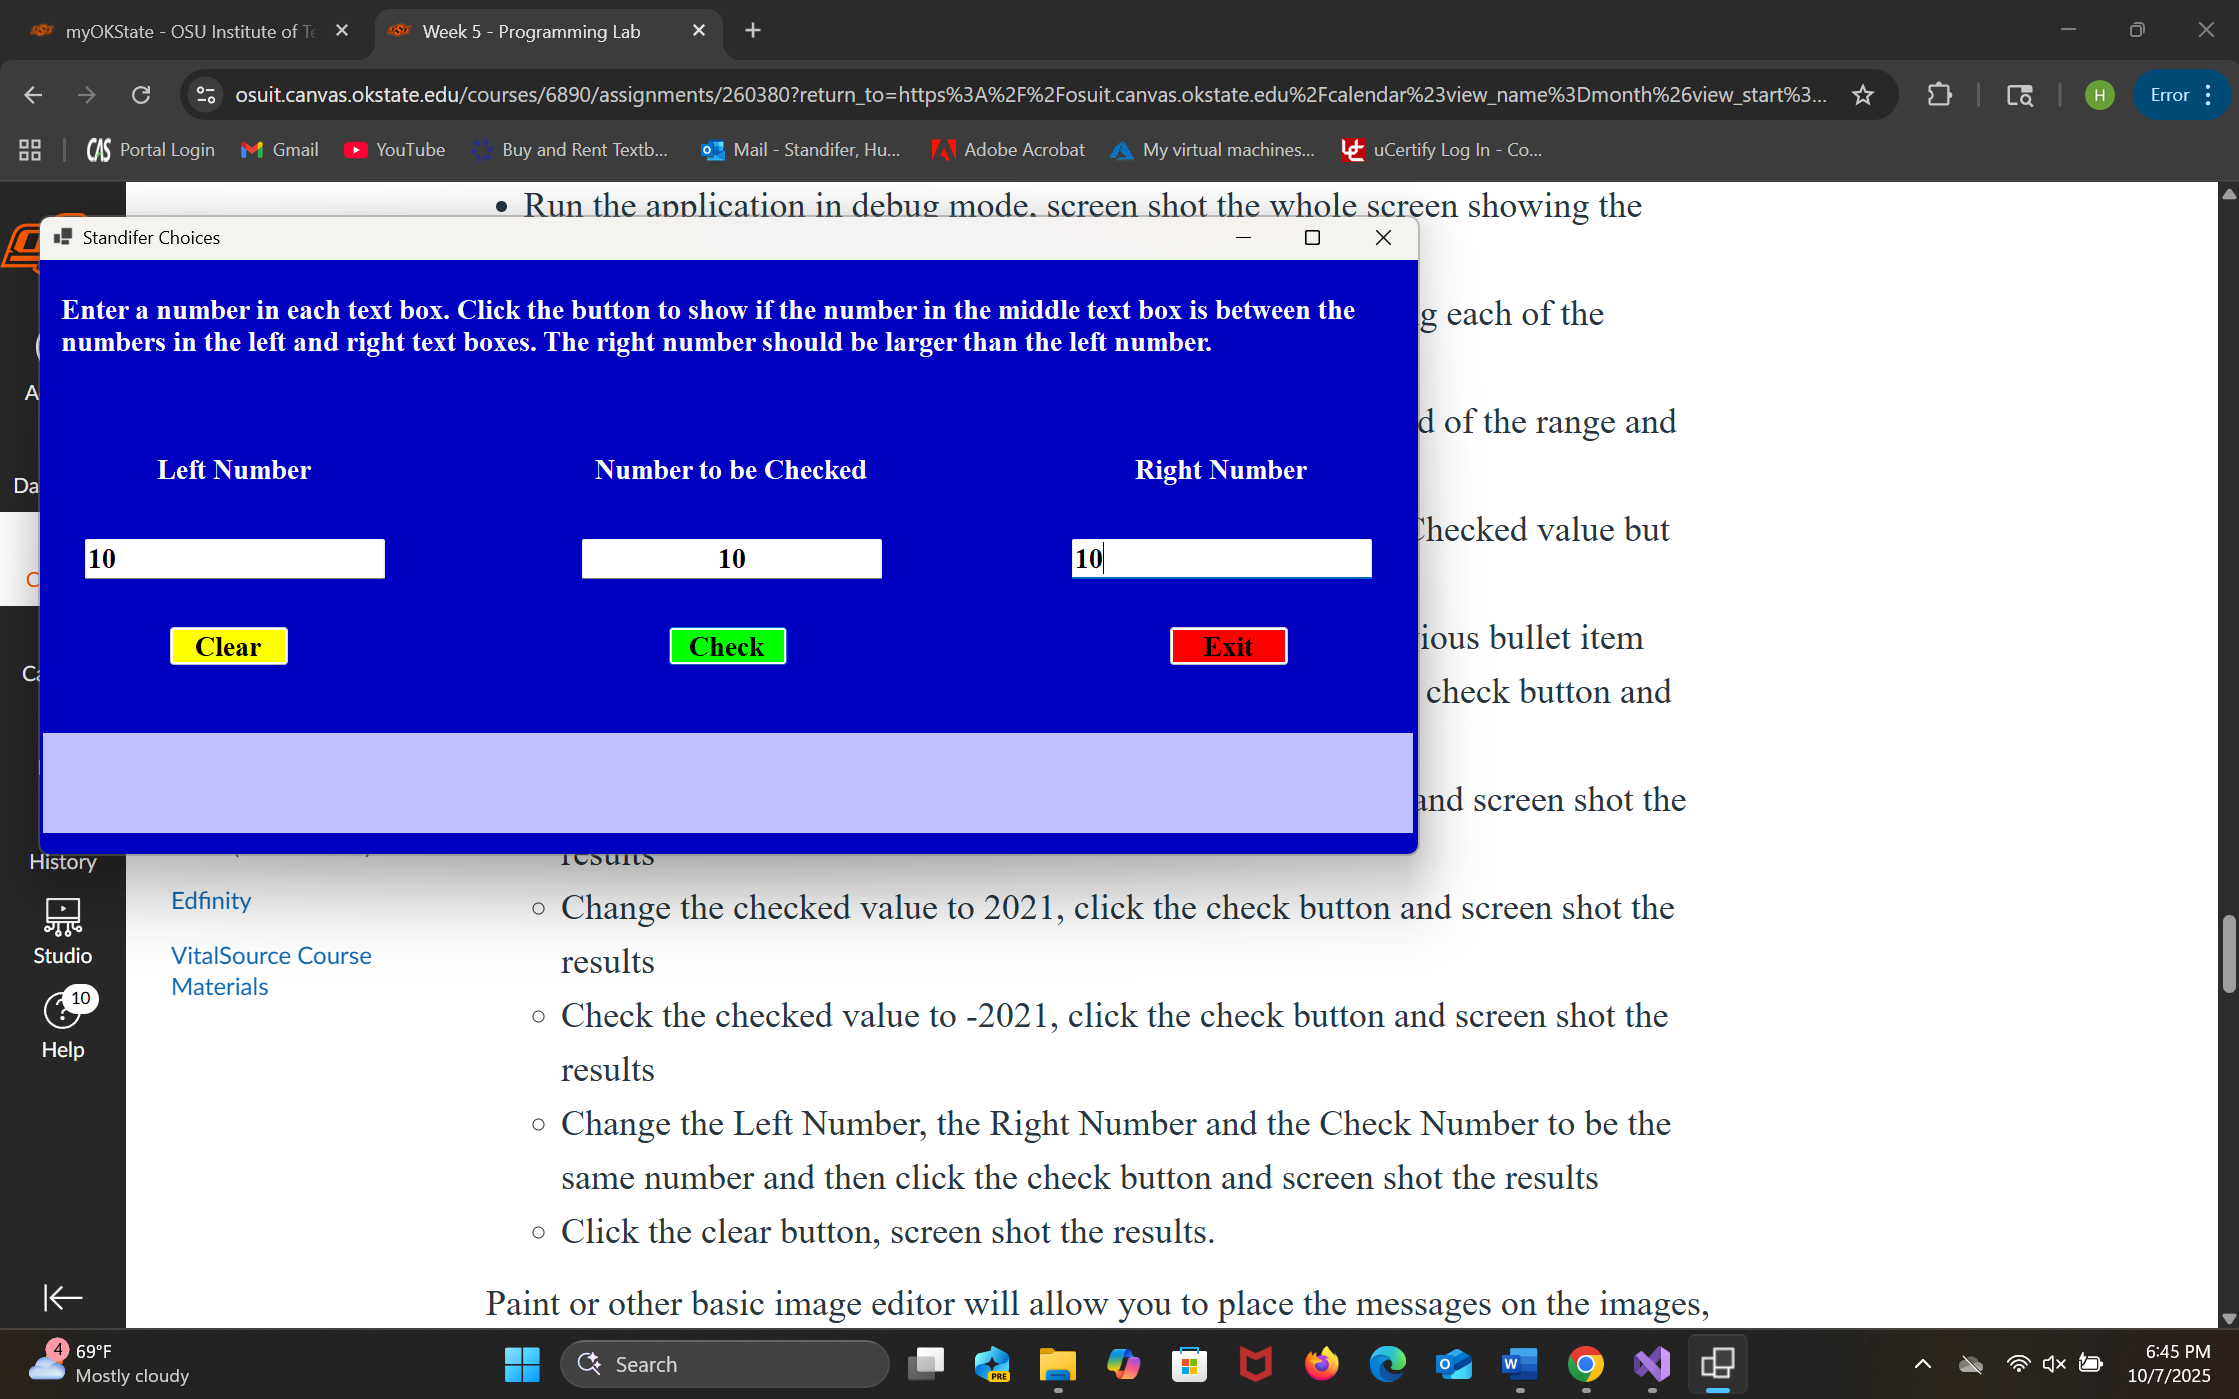 myOKState - OSU Institute of Te
Week 5 - Programming Lab
osuit.canvas.okstate.edu/courses/6890/assignments/260380?return_to=https%3A%2F%2Fosuit.canvas.okstate.edu%2Fcalendar%23view_name%3Dmonth%26view_start%3...
H
Error
CAS Portal Login
Gmail
YouTube
Buy and Rent Textb...
Mail - Standifer, Hu...
Adobe Acrobat
My virtual machines...
uCertify Log In - Co...
Run the application in debug mode, screen shot the whole screen showing the
Standifer Choices
Enter a number in each text box. Click the button to show if the number in the middle text box is between the
numbers in the left and right text boxes. The right number should be larger than the left number.
g each of the
A
d of the range and
Left Number
Number to be Checked
Right Number
Da
Checked value but
10
10
10
C
Clear
Check
Exit
ious bullet item
Ca
check button and
and screen shot the
results
History
Edfinity
Change the checked value to 2021, click the check button and screen shot the
results
Studio
VitalSource Course
Materials
10
Help
Check the checked value to -2021, click the check button and screen shot the
results
Change the Left Number, the Right Number and the Check Number to be the
same number and then click the check button and screen shot the results
Click the clear button, screen shot the results.
Paint or other basic image editor will allow you to place the messages on the images,
4
69°F
Mostly cloudy
Search
PRE
6:45 PM
10/7/2025